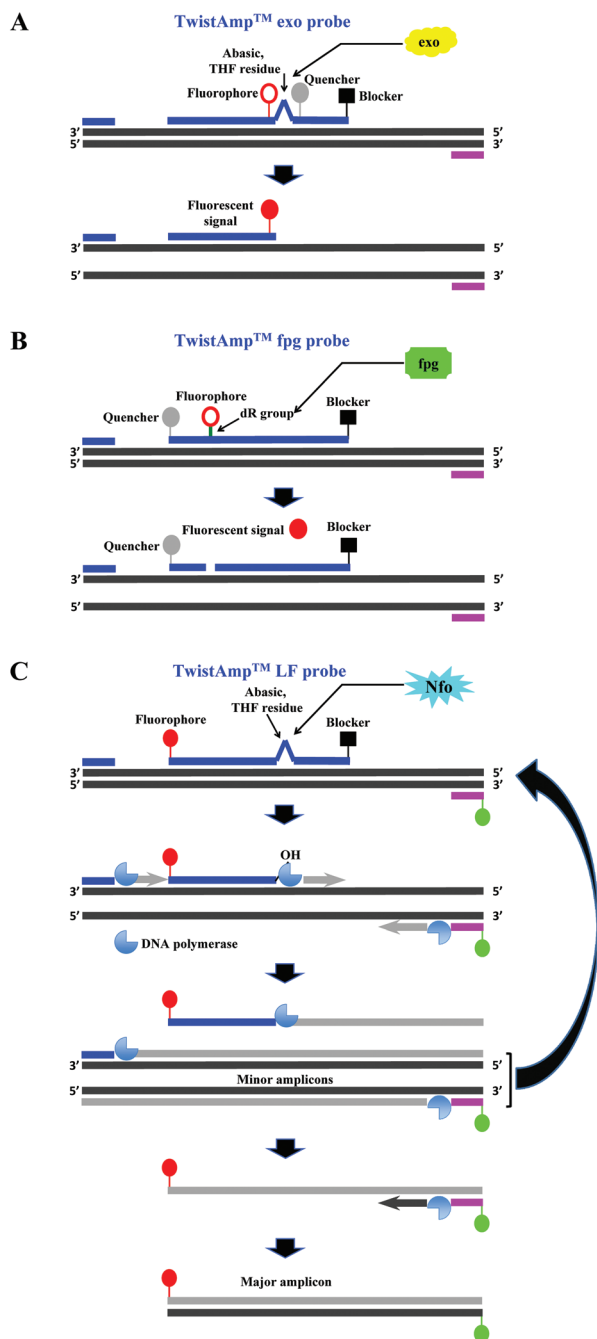 A
TwistAmp™ exo probe
exo
Abasic,
THF residue
Quencher
Fluorophore
Blocker
3’ 5’
5’ 3’
Fluorescent
signal
3’ 5’
5’ 3’
B
TwistAmp™ fpg probe
fpg
Fluorophore
dR group
Blocker
Quencher
3’ 5’
5’ 3’
Fluorescent signal
Blocker
Quencher
3’ 5’
5’ 3’
C
TwistAmp™ LF probe
Nfo
Abasic,
THF residue
Fluorophore
Blocker
3’ 5’
5’ 3’
OH
3’ 5’
5’ 3’
DNA polymerase
3’ 5’
Minor amplicons
5’ 3’
Major amplicon